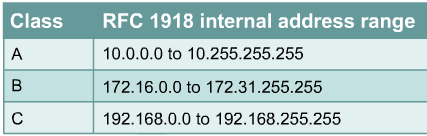 Class RFC 1918 internal address range
A 10.0.0.0 to 10.255.255.255
B 172.16.0.0 to 172.31.255.255
C 192.168.0.0 to 192.168.255.255